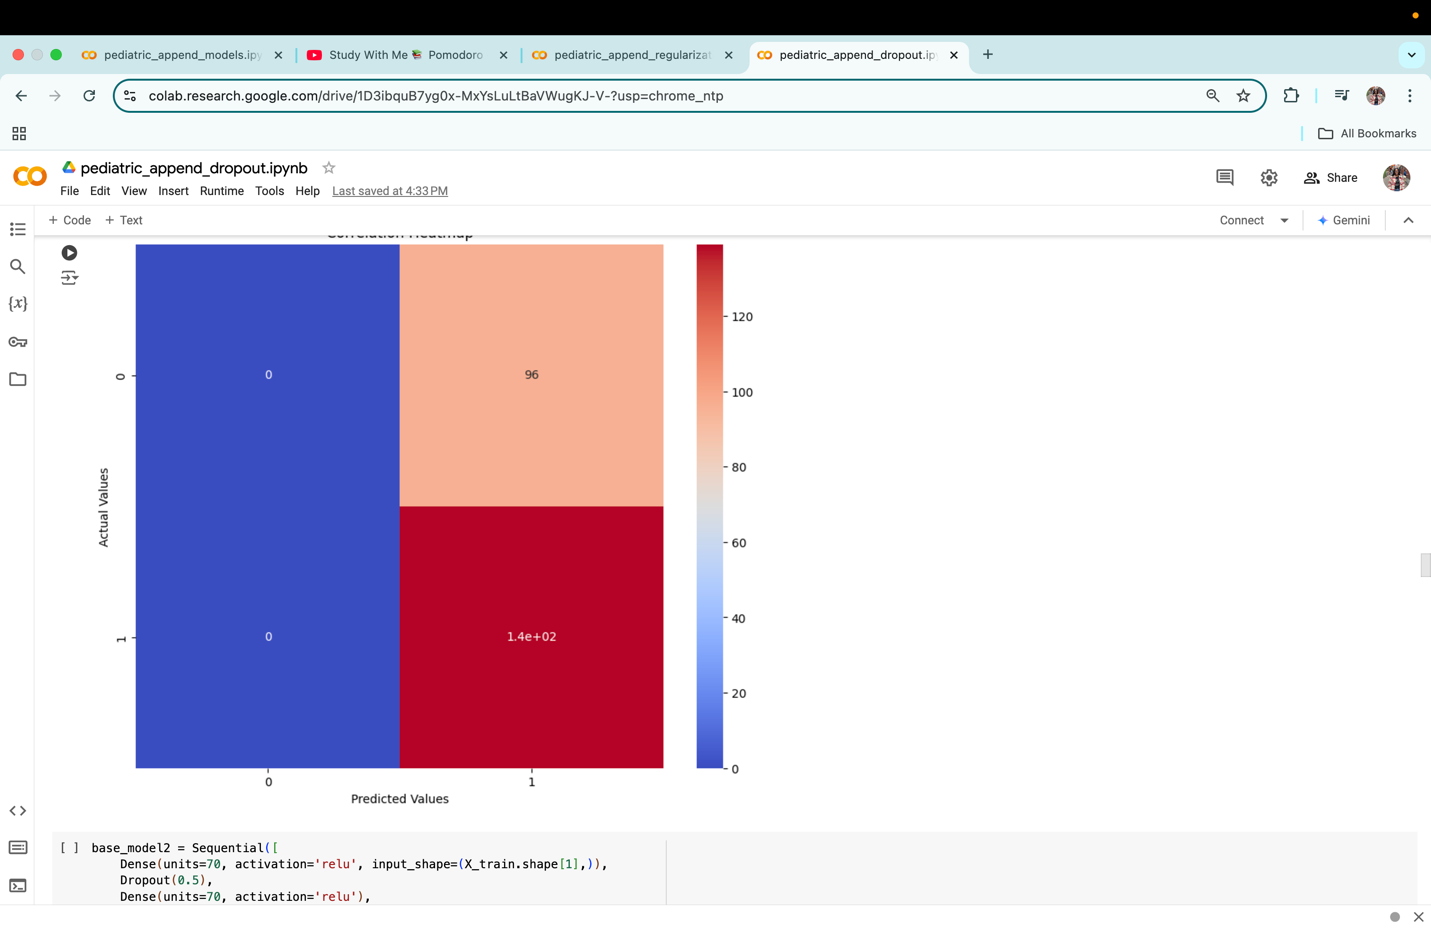 pediatric_append_models.ipy
Study With Me 📚 Pomodoro
pediatric_append_regularizat
pediatric_append_dropout.ip
colab.research.google.com/drive/1D3ibquB7yg0x-MxYsLuLtBaVWugKJ-V-?usp=chrome_ntp
All Bookmarks
pediatric_append_dropout.ipynb
File Edit View Insert Runtime Tools Help Last saved at 4:33 PM
Share
+ Code + Text
Connect
Gemini
Correlation Heatmap
{x}
0
96
0
1.4e+02
0
1
Actual Values
0
1
Predicted Values
120
100
80
60
40
20
0
[ ] base_model2 = Sequential([
Dense(units=70, activation='relu', input_shape=(X_train.shape[1],)),
Dropout(0.5),
Dense(units=70, activation='relu'),